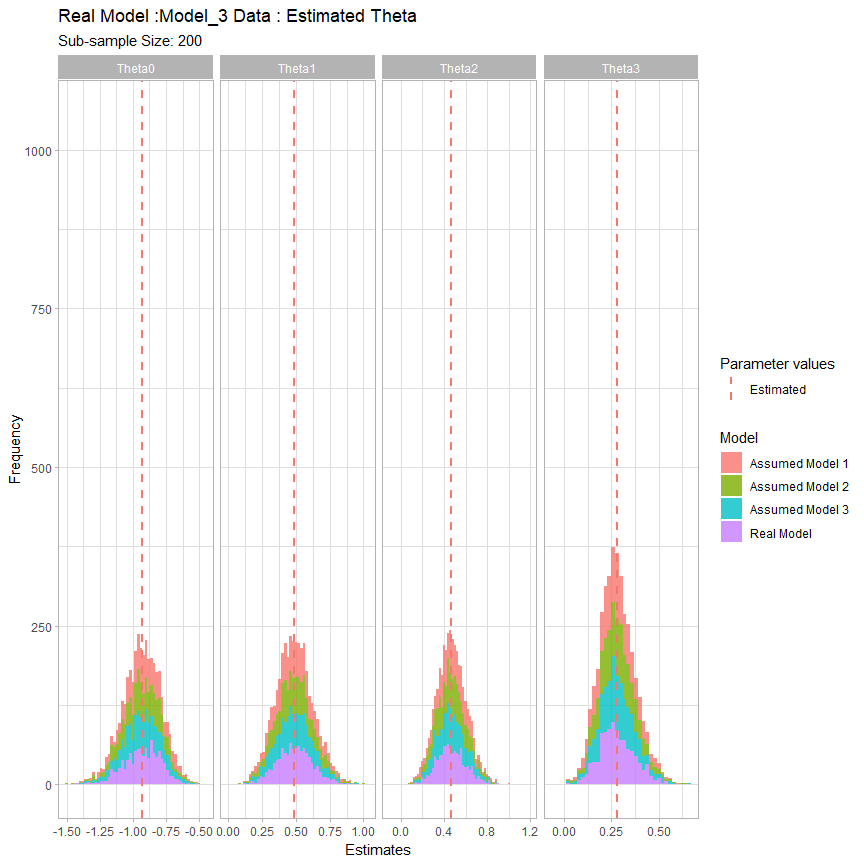 Real Model :Model_3 Data : Estimated Theta
Sub-sample Size: 200
Theta0 Theta1 Theta2 Theta3
1000
750
500
250
0
Frequency
-1.50 -1.25 -1.00 -0.75 -0.50 0.00 0.25 0.50 0.75 1.00 0.0 0.4 0.8 1.2 0.00 0.25 0.50
Estimates
Parameter values
Estimated
Model
Assumed Model 1
Assumed Model 2
Assumed Model 3
Real Model